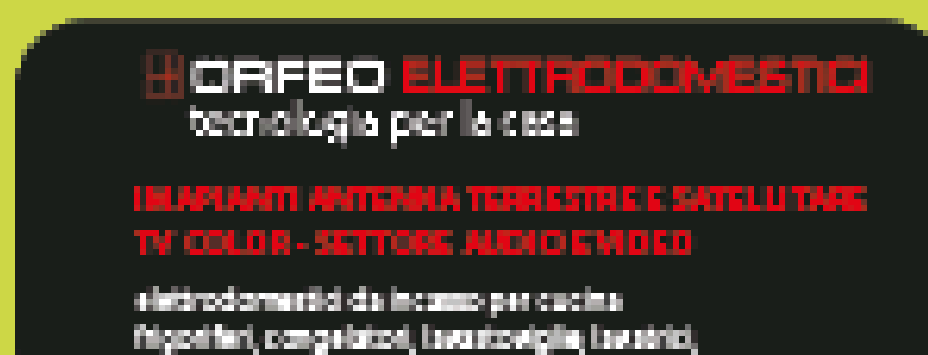 ORFEO ELETTRODOMESTICI
tecnologia per la casa
IMPIANTI ANTENNA TERRESTRE E SATELLITARE
TV COLOR - SETTORE AUDIO E VIDEO
elettrodomestici da incasso per cucina
frigoriferi, congelatori, lavastoviglie, lavatrici,